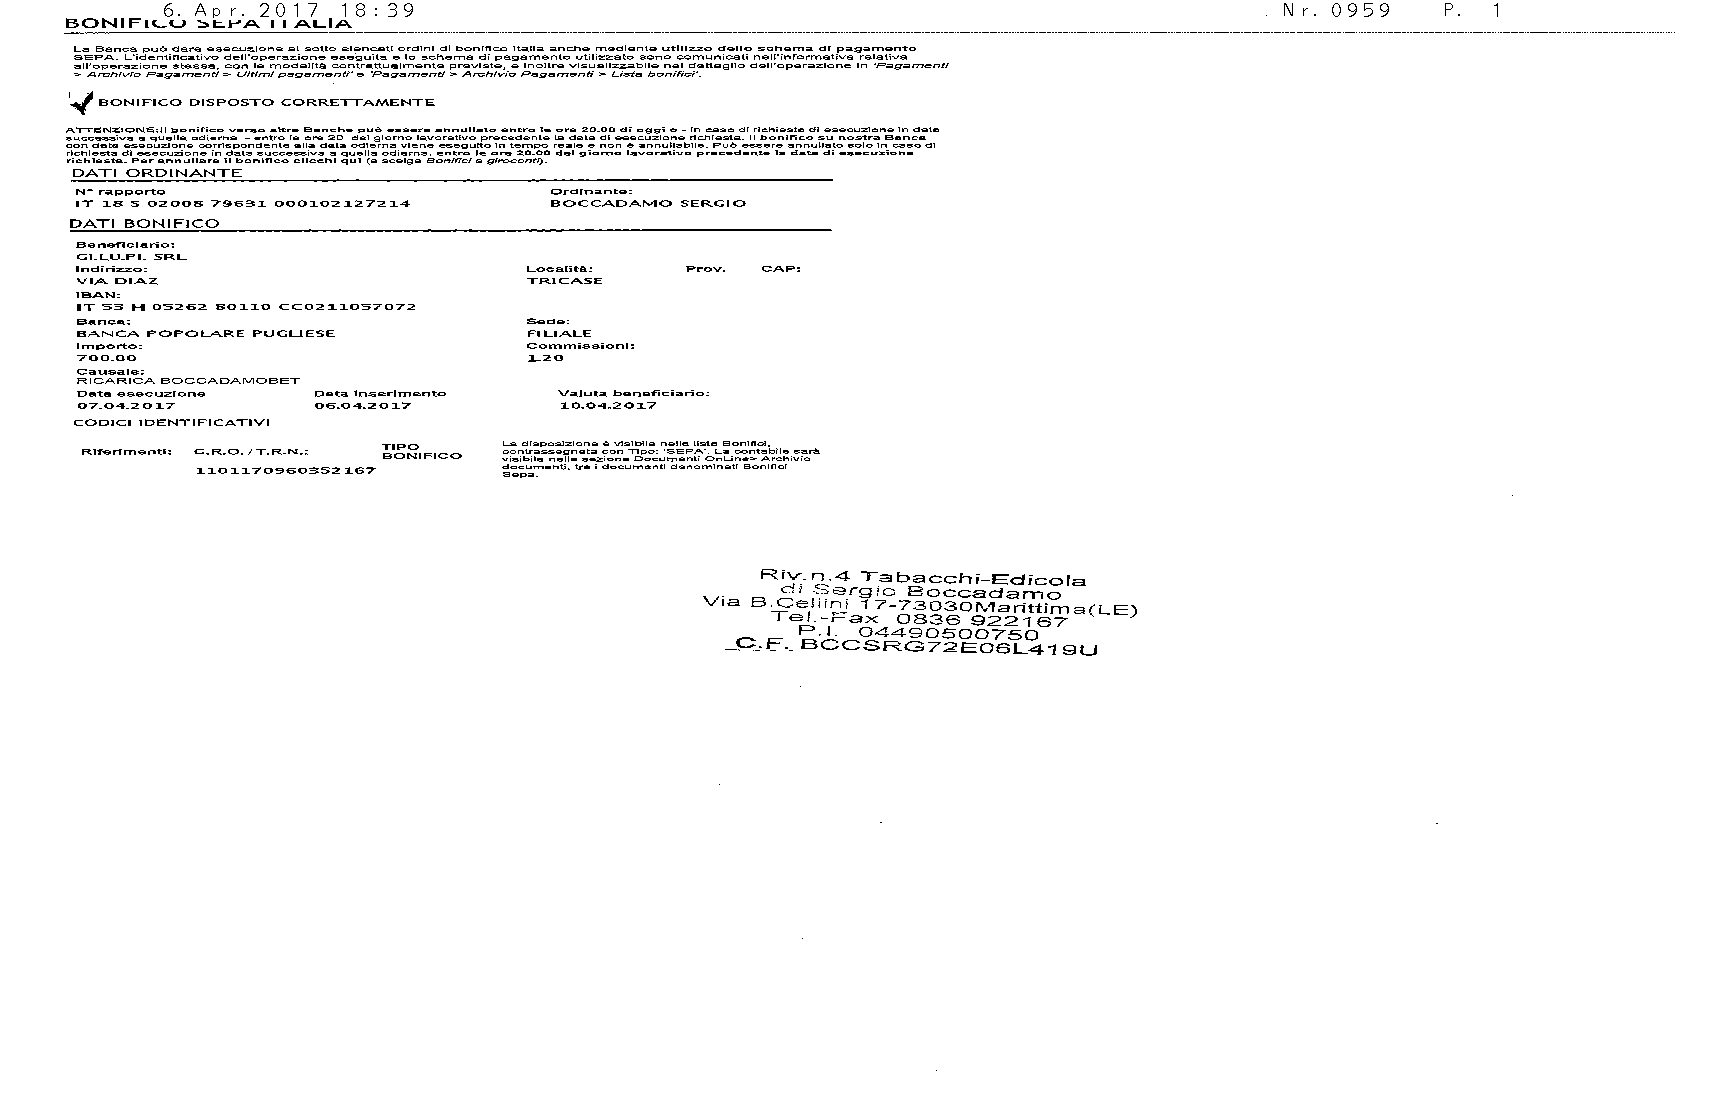 6. Apr. 2017 18:39 Nr. 0959 P. 1
BONIFICO SEPA ITALIA
La Banca può dare esecuzione ai sotto elencati ordini di bonifico Italia anche mediante utilizzo dello schema di pagamento
SEPA. L'identificativo dell'operazione eseguita e lo schema di pagamento utilizzato sono comunicati nell'informativa relativa
all'operazione stessa, con le modalità contrattualmente previste, e inoltre visualizzabile nel dettaglio dell'operazione in 'Pagamenti
> Archivio Pagamenti > Ultimi pagamenti' e 'Pagamenti > Archivio Pagamenti > Lista bonifici'.
BONIFICO DISPOSTO CORRETTAMENTE
ATTENZIONE:Il bonifico verso altre Banche può essere annullato entro le ore 20.00 di oggi e - in caso di richiesta di esecuzione in data
successiva a quella odierna - entro le ore 20 del giorno lavorativo precedente la data di esecuzione richiesta. Il bonifico su nostra Banca
con data esecuzione corrispondente alla data odierna viene eseguito in tempo reale e non è annullabile. Può essere annullato solo in caso di
richiesta di esecuzione in data successiva a quella odierna, entro le ore 20.00 del giorno lavorativo precedente la data di esecuzione
richiesta. Per annullare il bonifico clicchi qui (e scelga Bonifici e giroconti).
DATI ORDINANTE
N° rapporto Ordinante:
IT 18 S 02008 79631 000102127214 BOCCADAMO SERGIO
DATI BONIFICO
Beneficiario:
GI.LU.PI. SRL
Indirizzo: Località: Prov. CAP:
VIA DIAZ TRICASE
IBAN:
IT 53 H 05262 80110 CC0211057072
Banca: Sede:
BANCA POPOLARE PUGLIESE FILIALE
Importo: Commissioni:
700.00 1.20
Causale:
RICARICA BOCCADAMOBET
Data esecuzione Data inserimento Valuta beneficiario:
07.04.2017 06.04.2017 10.04.2017
CODICI IDENTIFICATIVI
Riferimenti: C.R.O. / T.R.N.: TIPO BONIFICO
1101170960352167
La disposizione è visibile nelle liste Bonifici,
contrassegnata con Tipo: 'SEPA'. La contabile sarà
visibile nella sezione Documenti OnLine> Archivio
documenti, tra i documenti denominati Bonifici
Sepa.
Riv.n.4 Tabacchi-Edicola
di Sergio Boccadamo
Via B.Cellini 17-73030Marittima(LE)
Tel.-Fax 0836 922167
P.I. 04490500750
C.F. BCCSRG72E06L419U